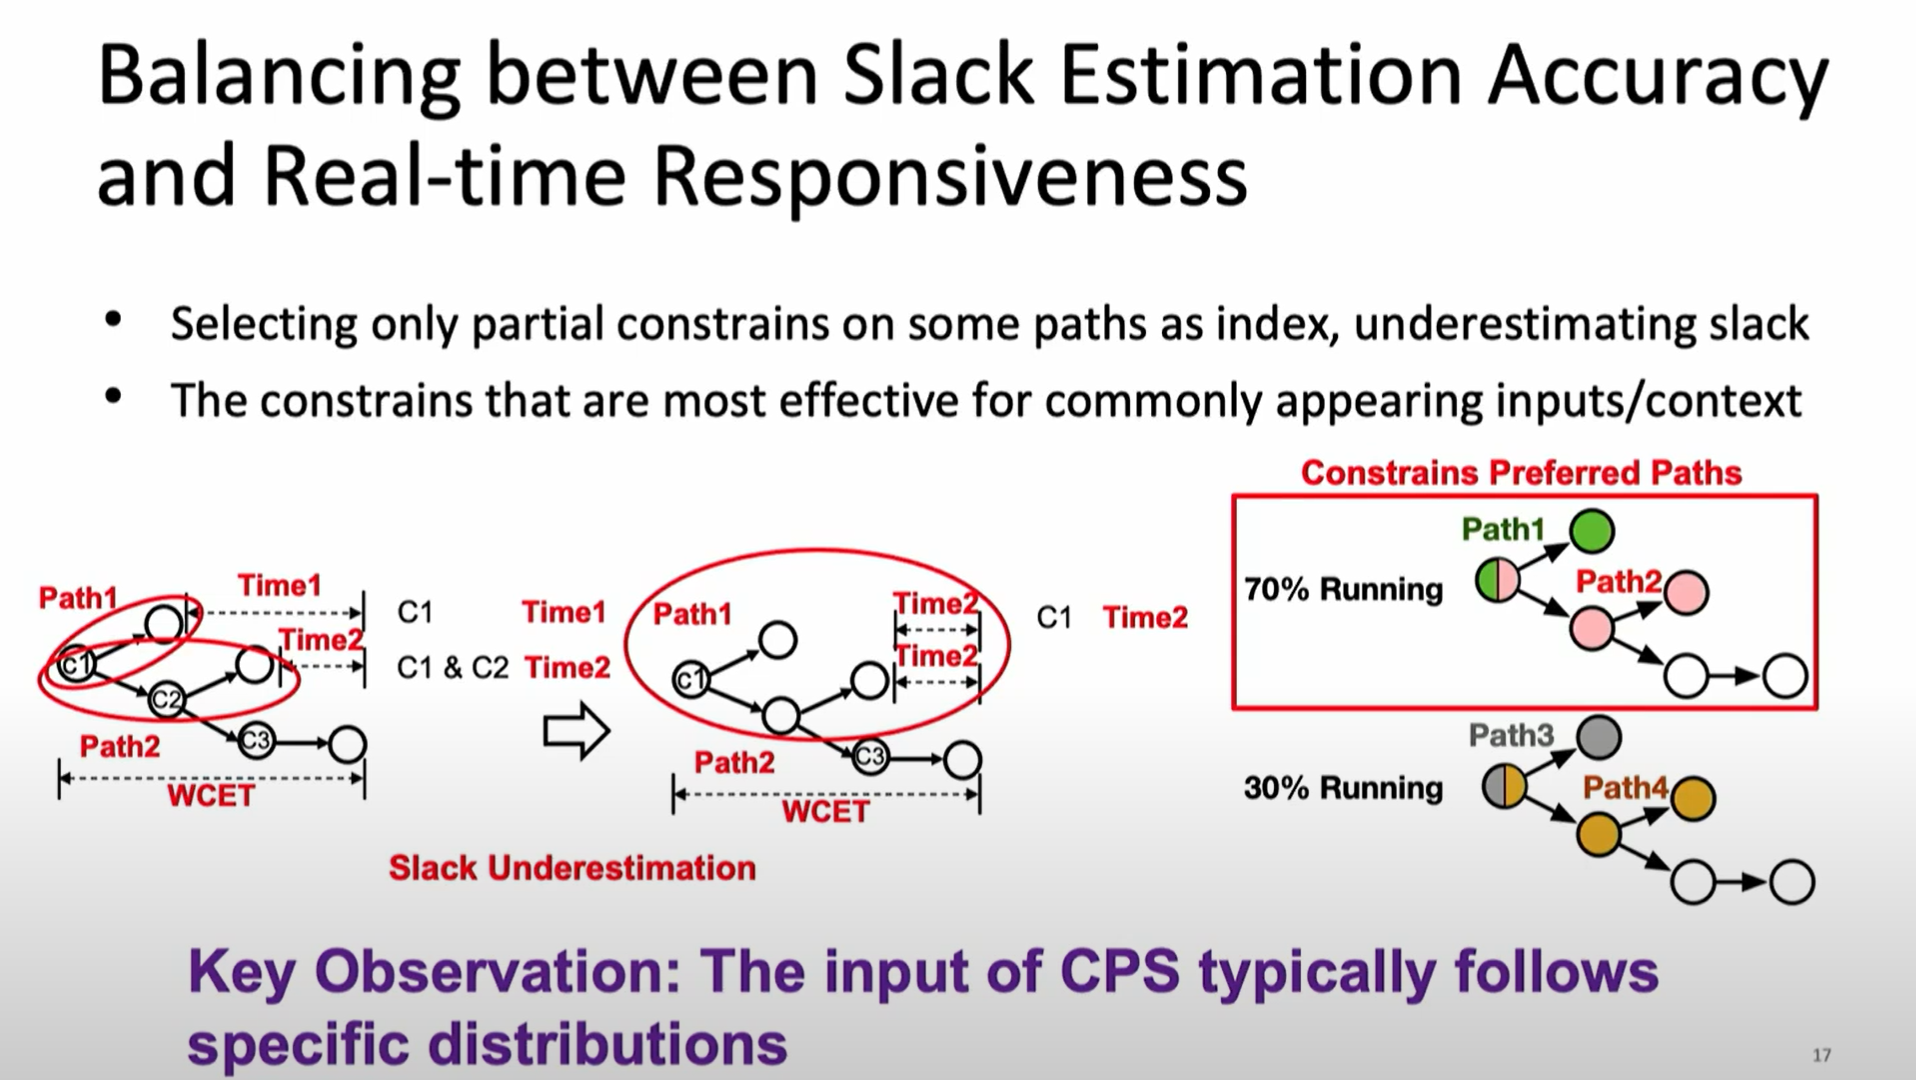 Balancing between Slack Estimation Accuracy
and Real-time Responsiveness
• Selecting only partial constrains on some paths as index, underestimating slack
• The constrains that are most effective for commonly appearing inputs/context
Path1
Time1
C1 Time1
Time2
C1
C1 & C2 Time2
C2
C3
Path2
WCET
Path1
Time2
C1 Time2
Time2
C1
C3
Path2
WCET
Slack Underestimation
Constrains Preferred Paths
Path1
70% Running
Path2
Path3
30% Running
Path4
Key Observation: The input of CPS typically follows
specific distributions
17